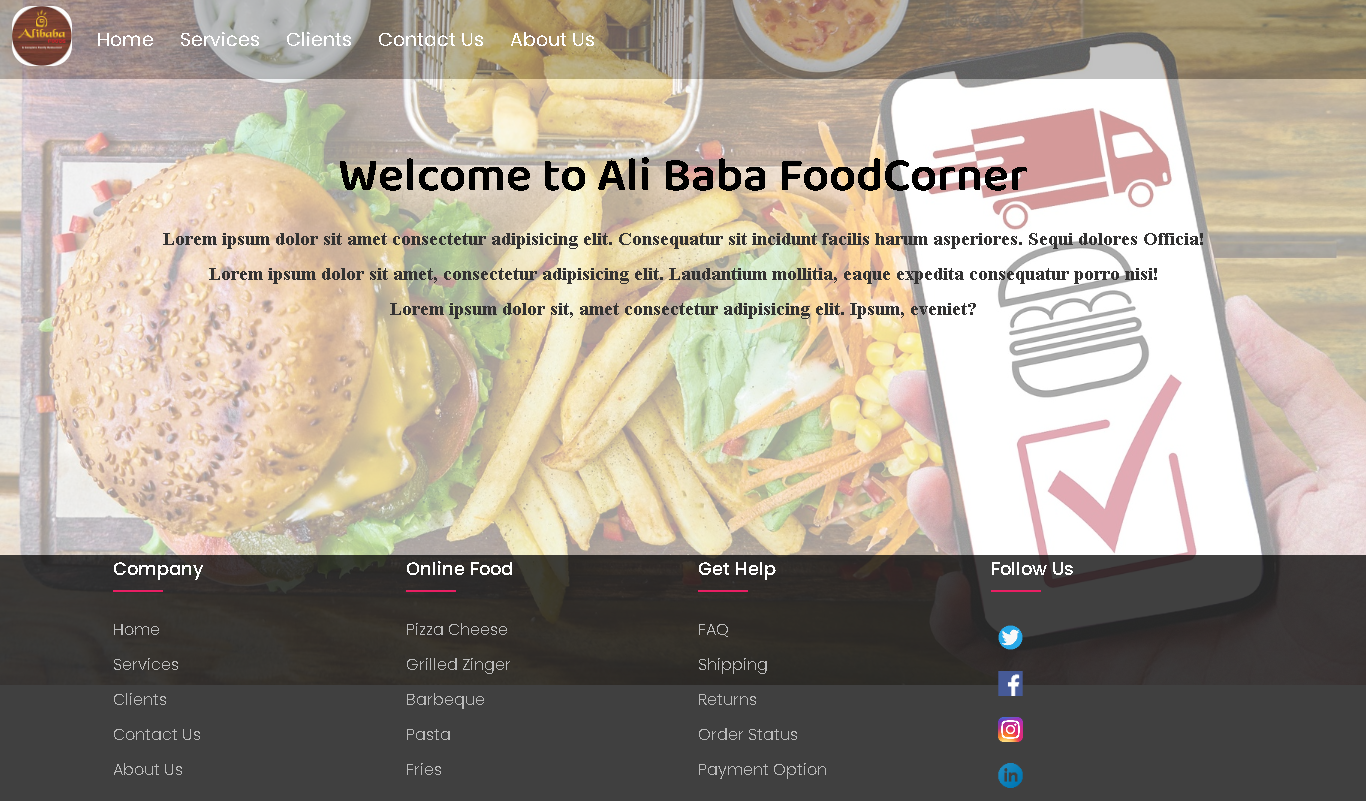 Alibaba
Home Services Clients Contact Us About Us
Welcome to Ali Baba FoodCorner
Lorem ipsum dolor sit amet consectetur adipisicing elit. Consequatur sit incidunt facilis harum asperiores. Sequi dolores Officia!
Lorem ipsum dolor sit amet, consectetur adipisicing elit. Laudantium mollitia, eaque expedita consequatur porro nisi!
Lorem ipsum dolor sit, amet consectetur adipisicing elit. Ipsum, eveniet?
Company
Home
Services
Clients
Contact Us
About Us
Online Food
Pizza Cheese
Grilled Zinger
Barbeque
Pasta
Fries
Get Help
FAQ
Shipping
Returns
Order Status
Payment Option
Follow Us
in